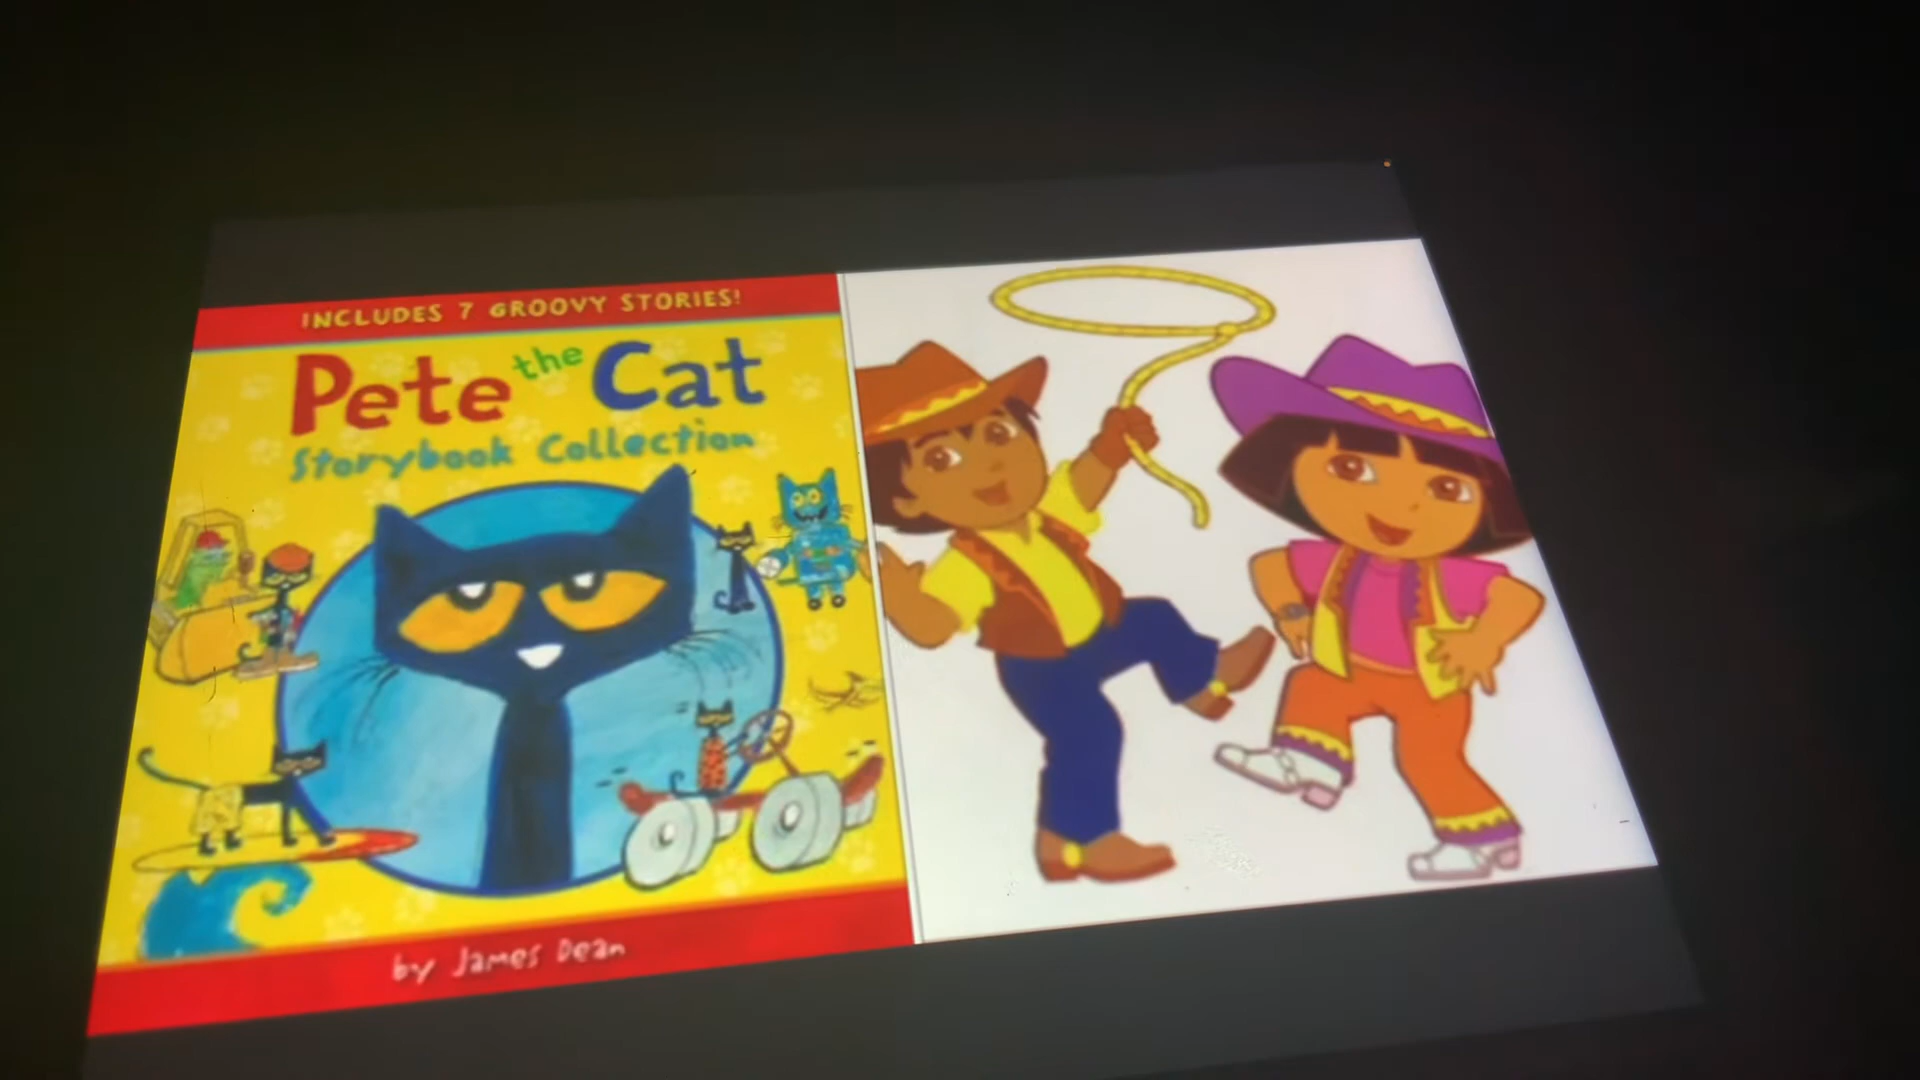 INCLUDES 7 GROOVY STORIES!
Pete the Cat
Storybook Collection
by James Dean